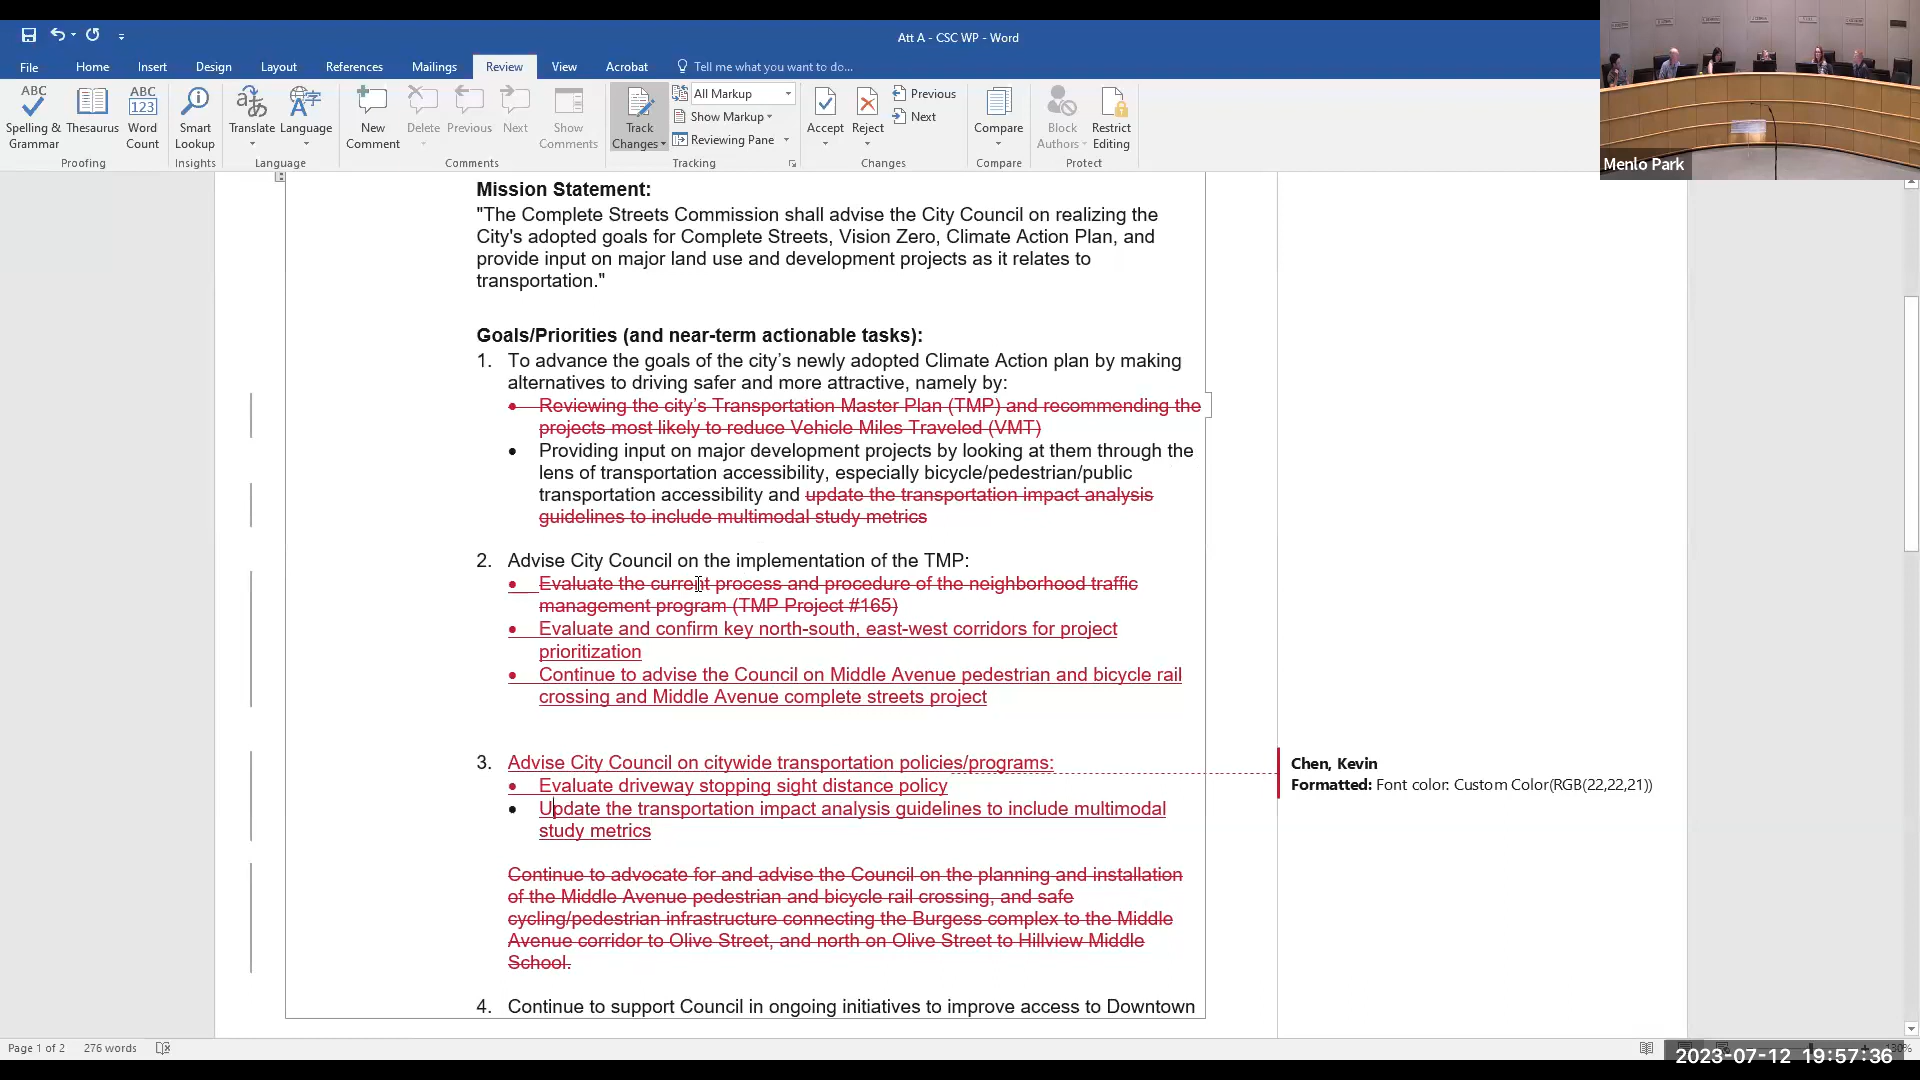 Att A - CSC WP - Word
File Home Insert Design Layout References Mailings Review View Acrobat Tell me what you want to do...
Spelling & Grammar
Thesaurus
Word Count
Proofing
Smart Lookup
Insights
Translate
Language
Language
New Comment
Delete
Previous
Next
Show Comments
Comments
Track Changes
All Markup
Show Markup
Reviewing Pane
Tracking
Accept
Reject
Previous
Next
Changes
Compare
Compare
Block Authors
Restrict Editing
Protect
Menlo Park
Mission Statement:
"The Complete Streets Commission shall advise the City Council on realizing the
City's adopted goals for Complete Streets, Vision Zero, Climate Action Plan, and
provide input on major land use and development projects as it relates to
transportation."
Goals/Priorities (and near-term actionable tasks):
1. To advance the goals of the city's newly adopted Climate Action plan by making
alternatives to driving safer and more attractive, namely by:
• Reviewing the city's Transportation Master Plan (TMP) and recommending the
projects most likely to reduce Vehicle Miles Traveled (VMT)
• Providing input on major development projects by looking at them through the
lens of transportation accessibility, especially bicycle/pedestrian/public
transportation accessibility and update the transportation impact analysis
guidelines to include multimodal study metrics
2. Advise City Council on the implementation of the TMP:
• Evaluate the current process and procedure of the neighborhood traffic
management program (TMP Project #165)
• Evaluate and confirm key north-south, east-west corridors for project
prioritization
• Continue to advise the Council on Middle Avenue pedestrian and bicycle rail
crossing and Middle Avenue complete streets project
3. Advise City Council on citywide transportation policies/programs:
• Evaluate driveway stopping sight distance policy
• Update the transportation impact analysis guidelines to include multimodal
study metrics
Continue to advocate for and advise the Council on the planning and installation
of the Middle Avenue pedestrian and bicycle rail crossing, and safe
cycling/pedestrian infrastructure connecting the Burgess complex to the Middle
Avenue corridor to Olive Street, and north on Olive Street to Hillview Middle
School.
4. Continue to support Council in ongoing initiatives to improve access to Downtown
Chen, Kevin
Formatted: Font color: Custom Color(RGB(22,22,21))
Page 1 of 2 276 words
2023-07-12 19:57:36